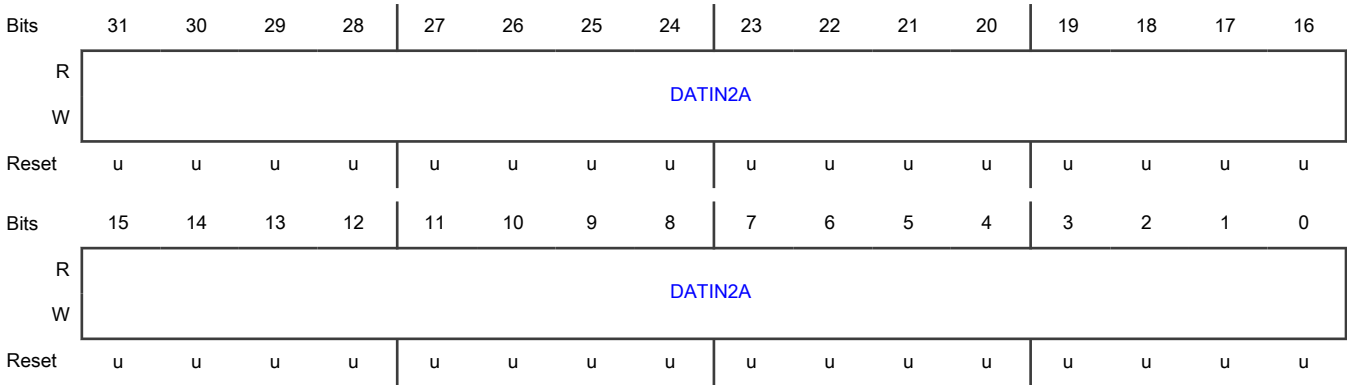 Bits 31 30 29 28 27 26 25 24 23 22 21 20 19 18 17 16
R
DATIN2A
W
Reset u u u u u u u u u u u u u u u u
Bits 15 14 13 12 11 10 9 8 7 6 5 4 3 2 1 0
R
DATIN2A
W
Reset u u u u u u u u u u u u u u u u